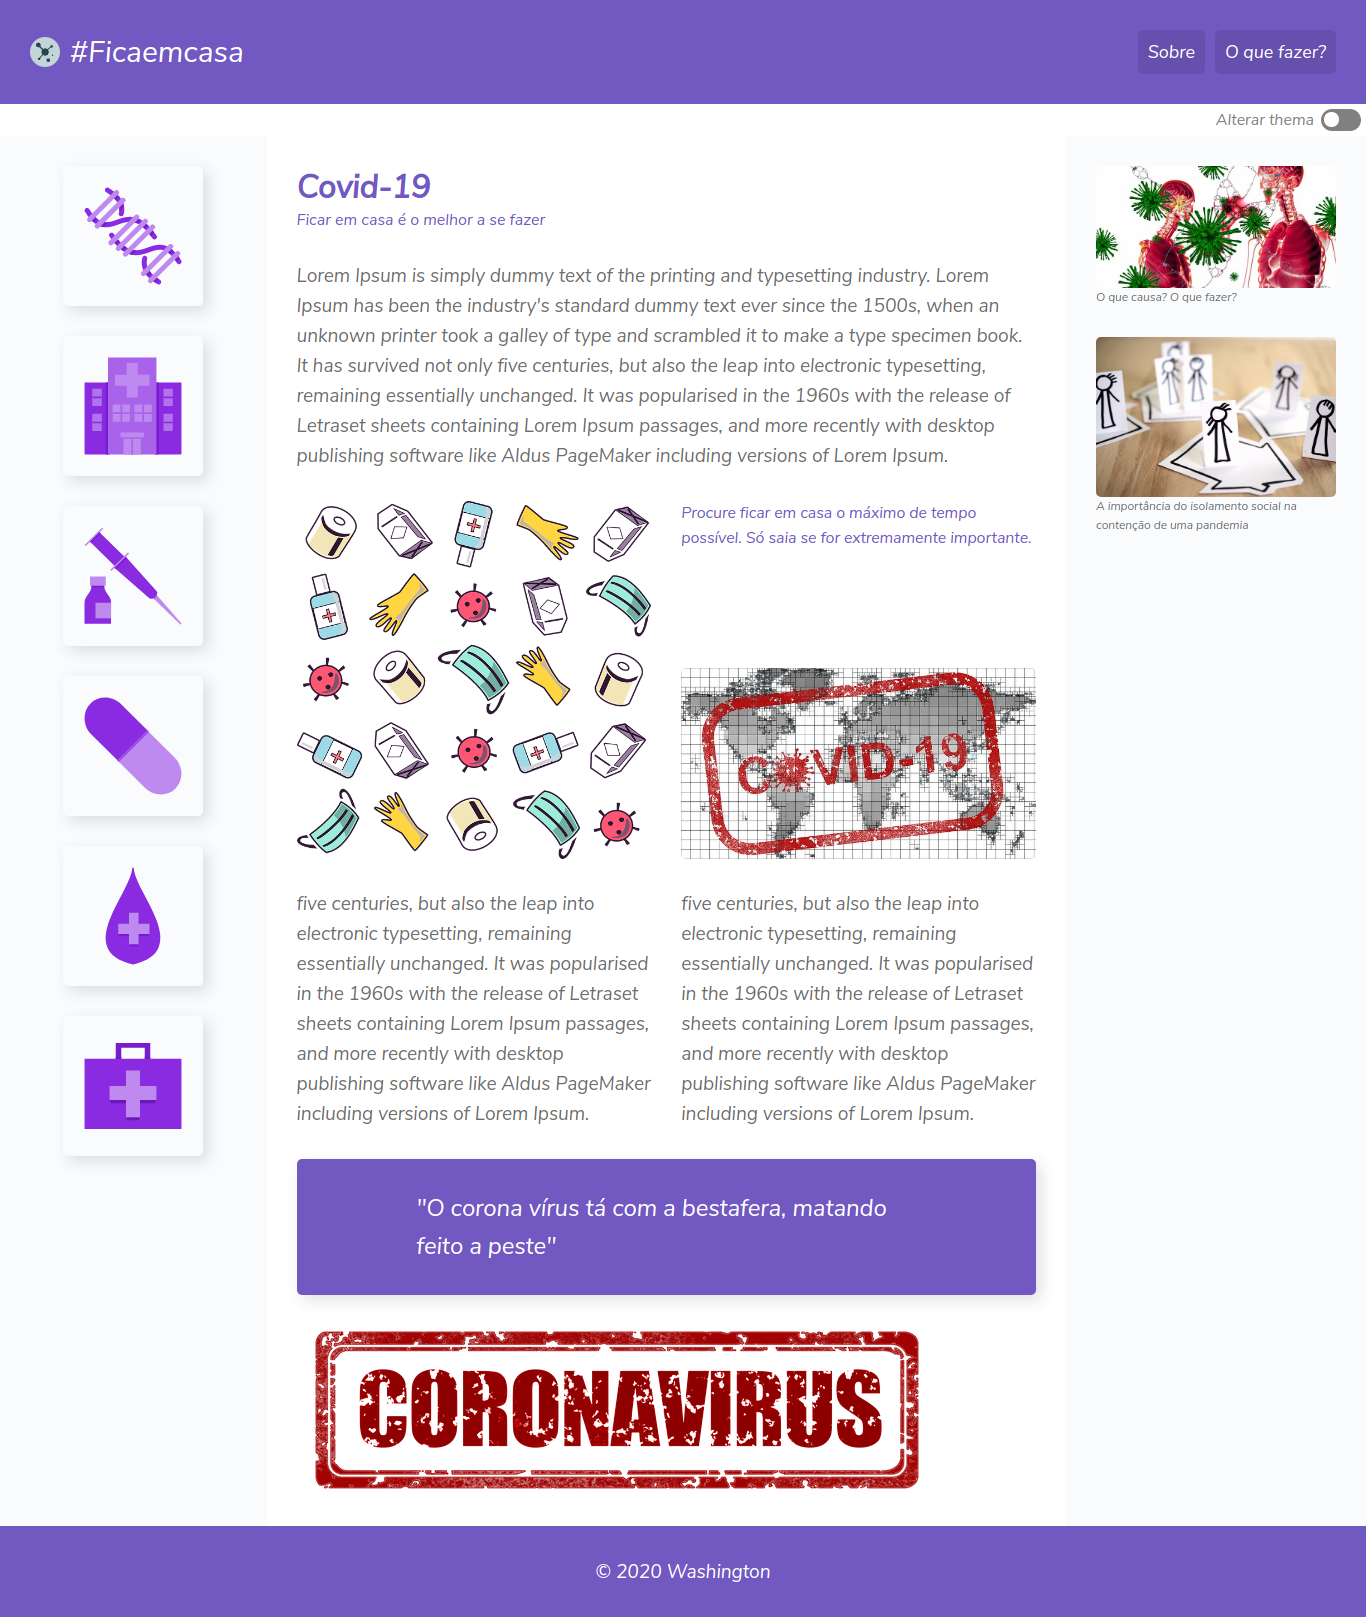 #Ficaemcasa
Sobre
O que fazer?
Alterar thema
Covid-19
Ficar em casa é o melhor a se fazer
Lorem Ipsum is simply dummy text of the printing and typesetting industry. Lorem
Ipsum has been the industry's standard dummy text ever since the 1500s, when an
unknown printer took a galley of type and scrambled it to make a type specimen book.
It has survived not only five centuries, but also the leap into electronic typesetting,
remaining essentially unchanged. It was popularised in the 1960s with the release of
Letraset sheets containing Lorem Ipsum passages, and more recently with desktop
publishing software like Aldus PageMaker including versions of Lorem Ipsum.
Procure ficar em casa o máximo de tempo
possível. Só saia se for extremamente importante.
COVID-19
five centuries, but also the leap into
electronic typesetting, remaining
essentially unchanged. It was popularised
in the 1960s with the release of Letraset
sheets containing Lorem Ipsum passages,
and more recently with desktop
publishing software like Aldus PageMaker
including versions of Lorem Ipsum.
five centuries, but also the leap into
electronic typesetting, remaining
essentially unchanged. It was popularised
in the 1960s with the release of Letraset
sheets containing Lorem Ipsum passages,
and more recently with desktop
publishing software like Aldus PageMaker
including versions of Lorem Ipsum.
"O corona vírus tá com a bestafera, matando
feito a peste"
CORONAVIRUS
O que causa? O que fazer?
A importância do isolamento social na
contenção de uma pandemia
© 2020 Washington